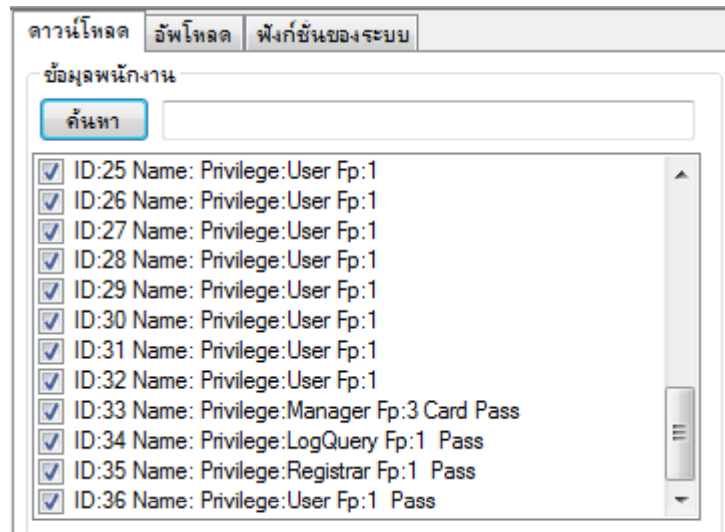 ดาวน์โหลด อัพโหลด ฟังก์ชั่นของระบบ
ข้อมูลพนักงาน
ค้นหา
ID:25 Name: Privilege:User Fp:1
ID:26 Name: Privilege:User Fp:1
ID:27 Name: Privilege:User Fp:1
ID:28 Name: Privilege:User Fp:1
ID:29 Name: Privilege:User Fp:1
ID:30 Name: Privilege:User Fp:1
ID:31 Name: Privilege:User Fp:1
ID:32 Name: Privilege:User Fp:1
ID:33 Name: Privilege:Manager Fp:3 Card Pass
ID:34 Name: Privilege:LogQuery Fp:1  Pass
ID:35 Name: Privilege:Registrar Fp:1  Pass
ID:36 Name: Privilege:User Fp:1  Pass